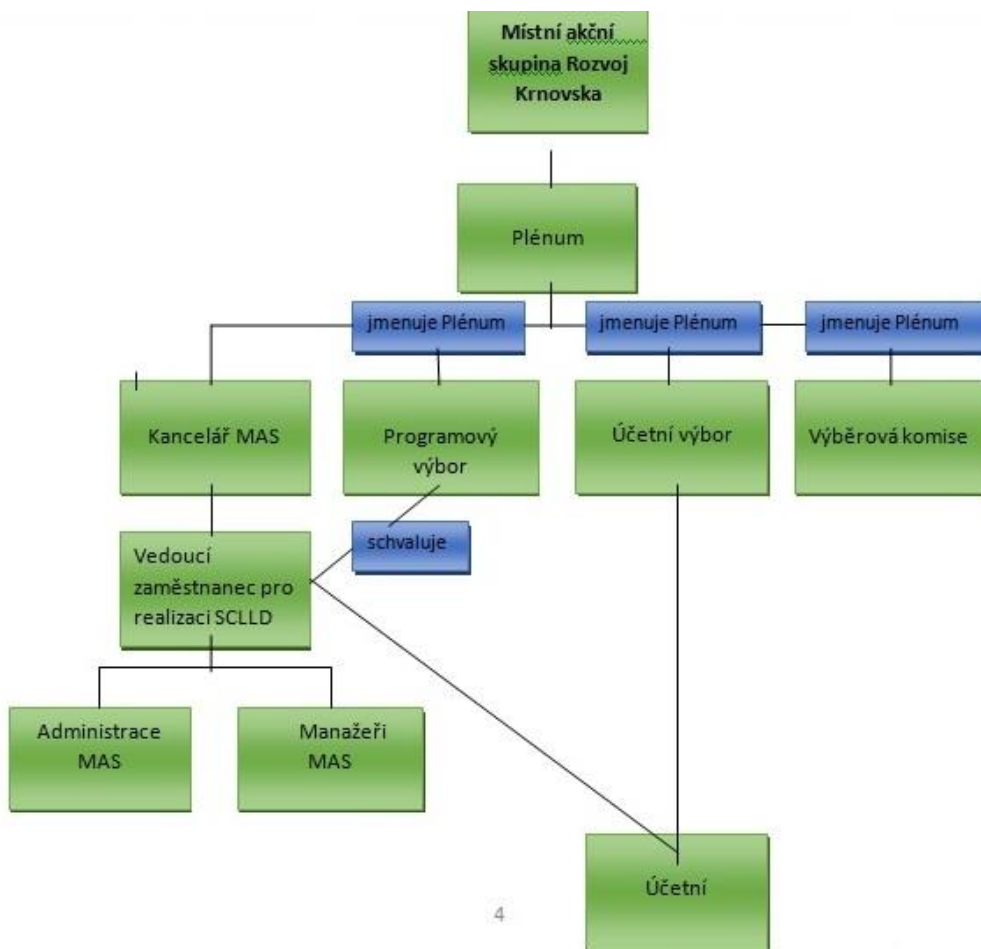 Místní akční
skupina Rozvoj
Krnovska
Plénum
jmenuje Plénum
jmenuje Plénum
jmenuje Plénum
Kancelář MAS
Programový
výbor
Účetní výbor
Výběrová komise
schvaluje
Vedoucí
zaměstnanec pro
realizaci SCLLD
Administrace
MAS
Manažeři
MAS
Účetní
4